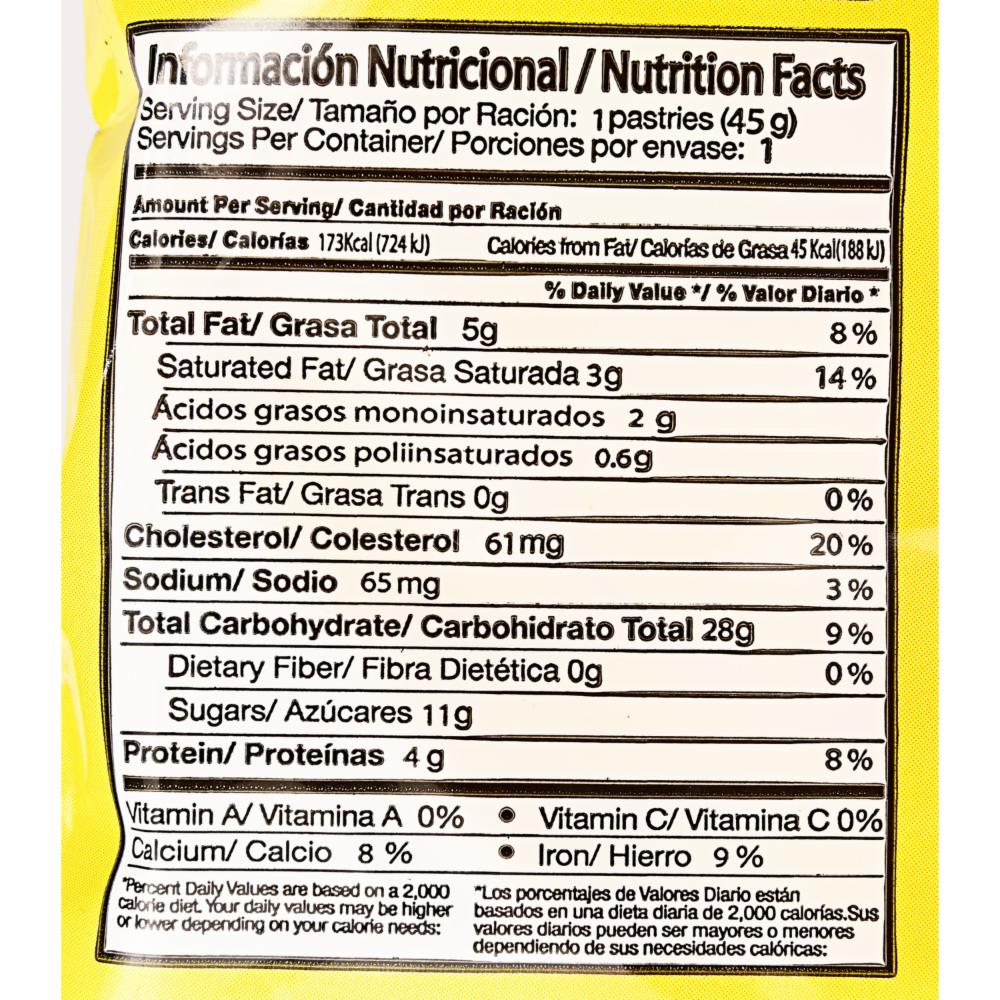 Información Nutricional / Nutrition Facts
Serving Size/ Tamaño por Ración: 1 pastries (45 g)
Servings Per Container/ Porciones por envase: 1
Amount Per Serving/ Cantidad por Ración
Calories/ Calorías 173Kcal (724 kJ) Calories from Fat/ Calorías de Grasa 45 Kcal(188 kJ)
% Daily Value */ % Valor Diario *
Total Fat/ Grasa Total 5g 8%
Saturated Fat/ Grasa Saturada 3g 14%
Ácidos grasos monoinsaturados 2 g
Ácidos grasos poliinsaturados 0.6g
Trans Fat/ Grasa Trans 0g 0%
Cholesterol/ Colesterol 61mg 20%
Sodium/ Sodio 65mg 3%
Total Carbohydrate/ Carbohidrato Total 28g 9%
Dietary Fiber/ Fibra Dietética 0g 0%
Sugars/ Azúcares 11g
Protein/ Proteínas 4 g 8%
Vitamin A/ Vitamina A 0% • Vitamin C/ Vitamina C 0%
Calcium/ Calcio 8 % • Iron/ Hierro 9 %
*Percent Daily Values are based on a 2,000
calorie diet. Your daily values may be higher
or lower depending on your calorie needs:
*Los porcentajes de Valores Diario están
basados en una dieta diaria de 2,000 calorías.Sus
valores diarios pueden ser mayores o menores
dependiendo de sus necesidades calóricas: